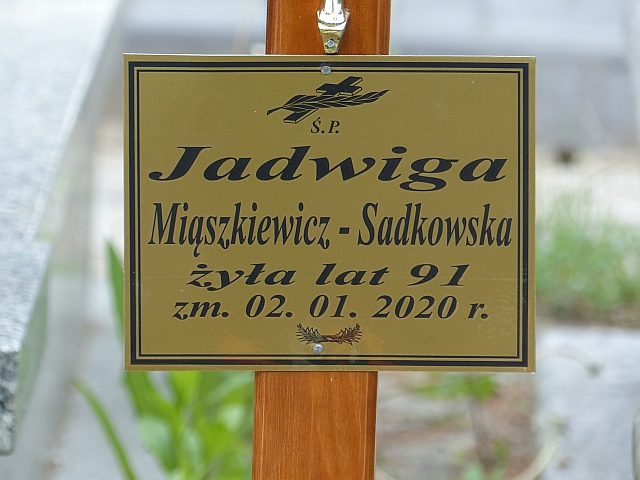 Ś.P.
Jadwiga
Miąszkiewicz - Sadkowska
żyła lat 91
zm. 02. 01. 2020 r.